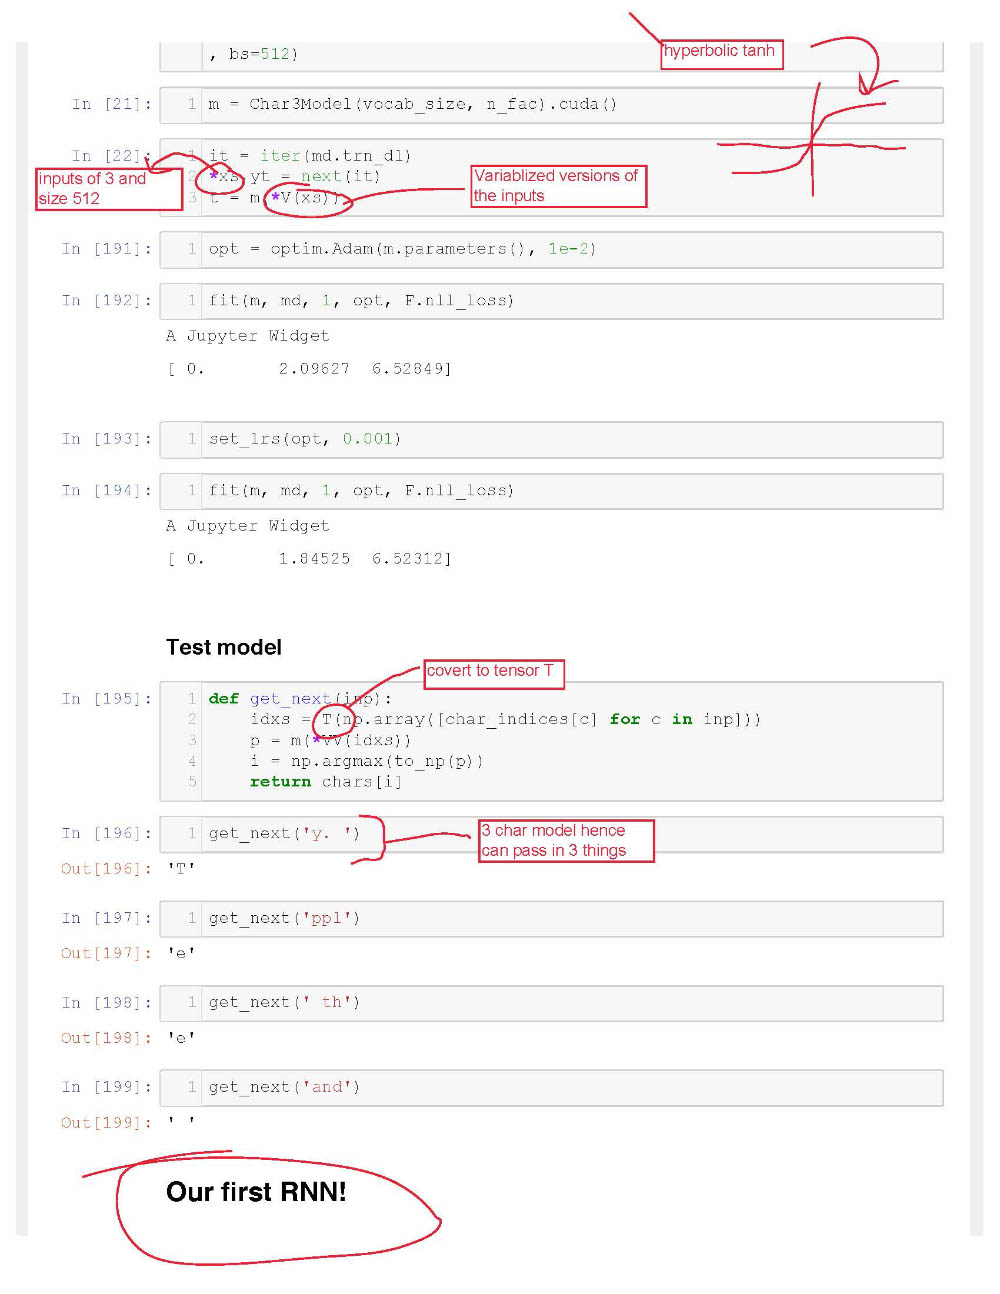 , bs=512)
hyperbolic tanh
In [21]: 1 m = Char3Model(vocab_size, n_fac).cuda()
In [22]: 1 it = iter(md.trn_dl)
2 *xs,yt = next(it)
3 t = m(*V(xs))
inputs of 3 and
size 512
Variablized versions of
the inputs
In [191]: 1 opt = optim.Adam(m.parameters(), 1e-2)
In [192]: 1 fit(m, md, 1, opt, F.nll_loss)
A Jupyter Widget
[ 0. 2.09627 6.52849]
In [193]: 1 set_lrs(opt, 0.001)
In [194]: 1 fit(m, md, 1, opt, F.nll_loss)
A Jupyter Widget
[ 0. 1.84525 6.52312]
Test model
covert to tensor T
In [195]: 1 def get_next(inp):
2 idxs = T(np.array([char_indices[c] for c in inp]))
3 p = m(*VV(idxs))
4 i = np.argmax(to_np(p))
5 return chars[i]
In [196]: 1 get_next('y. ')
3 char model hence
can pass in 3 things
Out[196]: 'T'
In [197]: 1 get_next('ppl')
Out[197]: 'e'
In [198]: 1 get_next(' th')
Out[198]: 'e'
In [199]: 1 get_next('and')
Out[199]: ' '
Our first RNN!